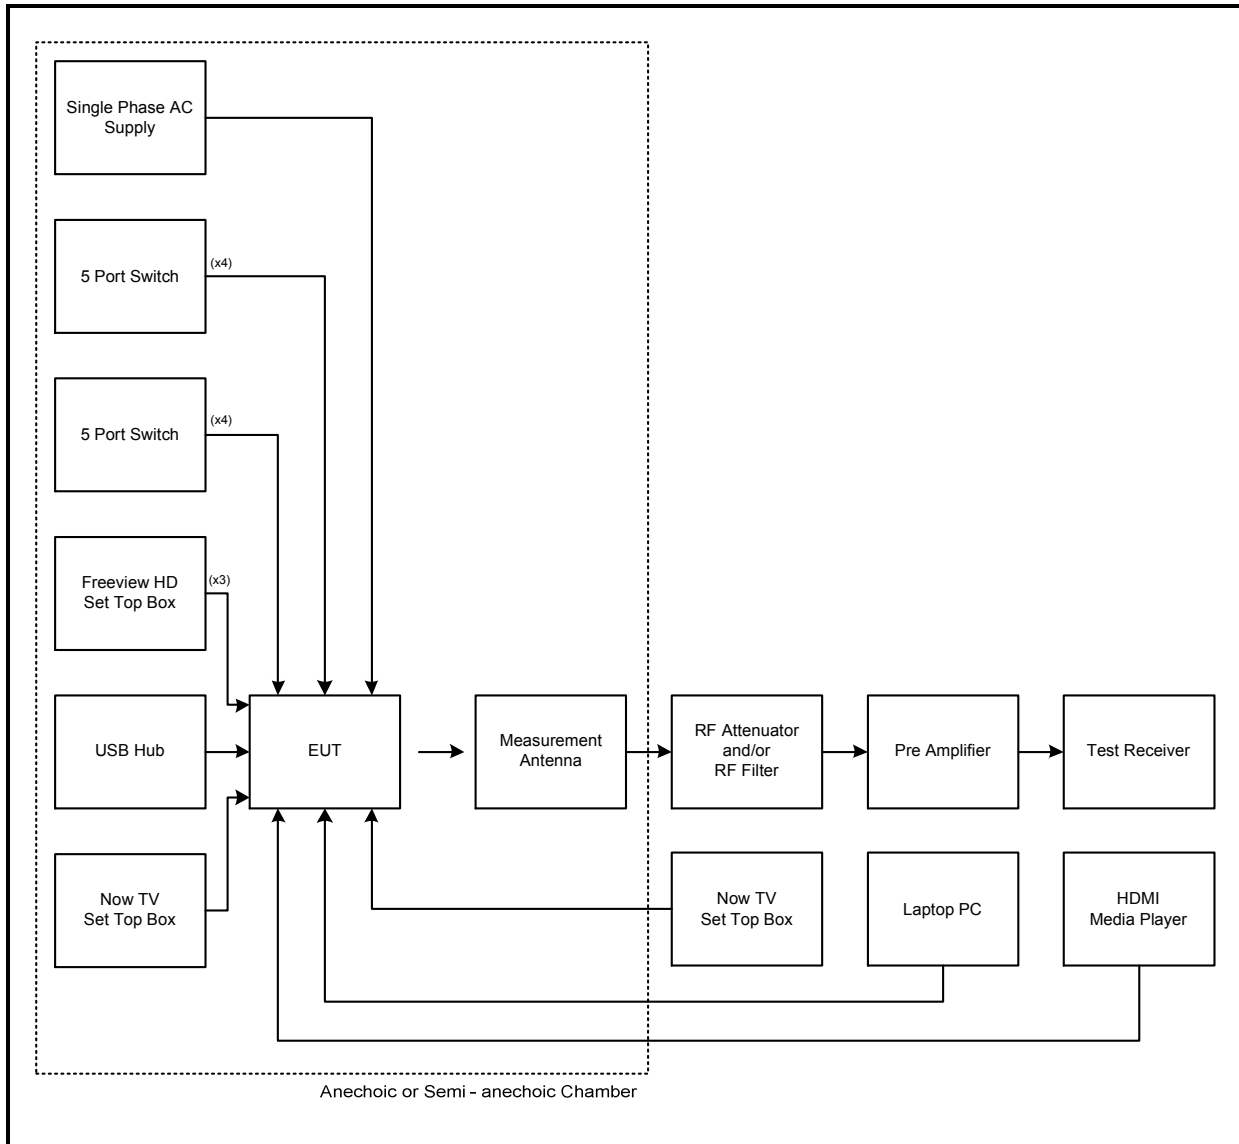 Single Phase AC
Supply
5 Port Switch
(x4)
5 Port Switch
(x4)
Freeview HD
Set Top Box
(x3)
USB Hub
EUT
Measurement
Antenna
RF Attenuator
and/or
RF Filter
Pre Amplifier
Test Receiver
Now TV
Set Top Box
Now TV
Set Top Box
Laptop PC
HDMI
Media Player
Anechoic or Semi - anechoic Chamber